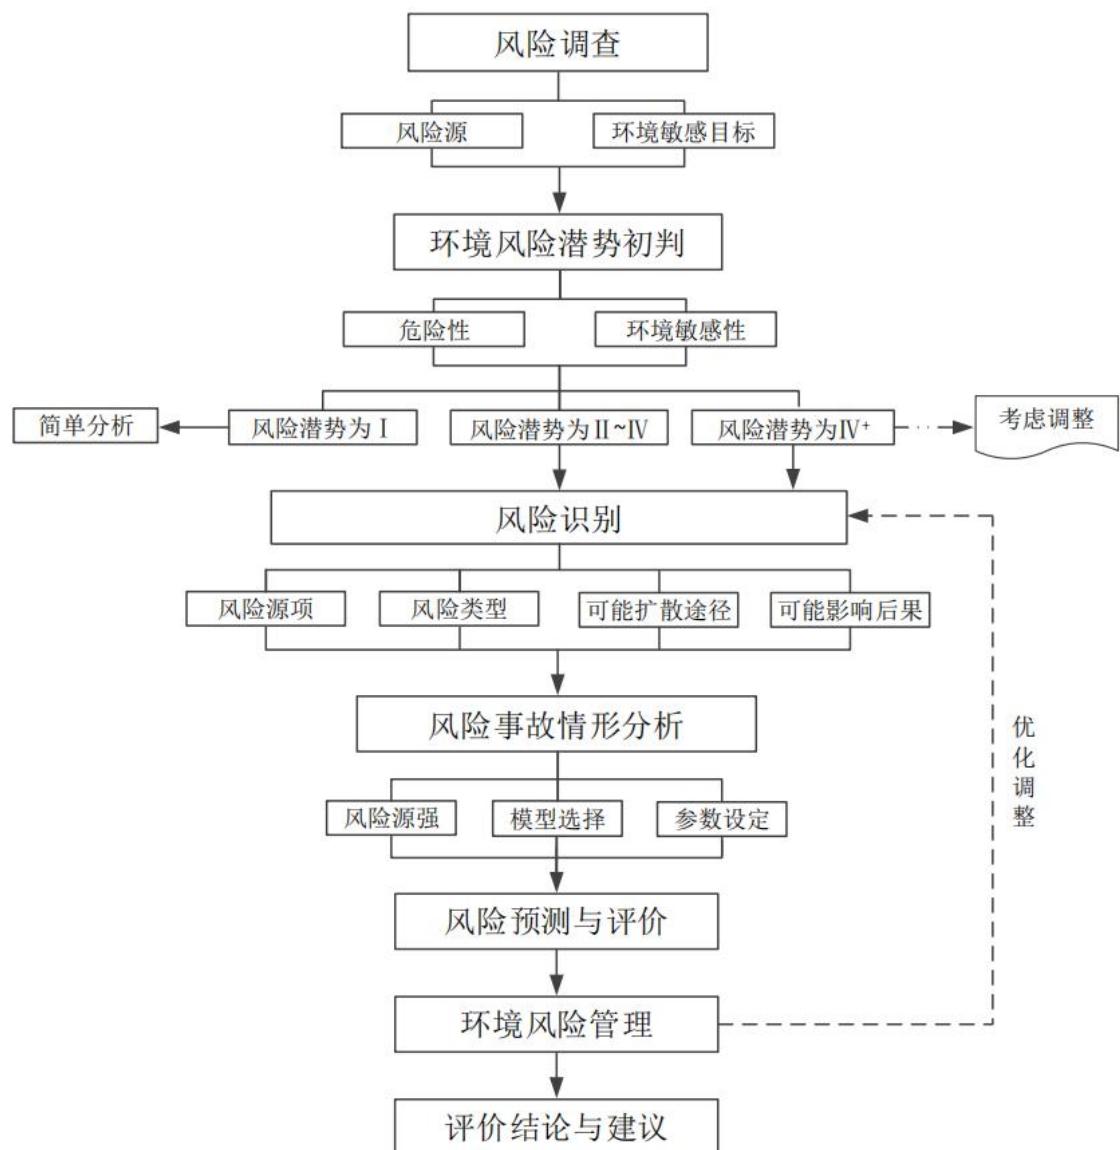 风险调查
风险源
环境敏感目标
环境风险潜势初判
危险性
环境敏感性
简单分析
风险潜势为Ⅰ
风险潜势为Ⅱ~Ⅳ
风险潜势为Ⅳ⁺
考虑调整
风险识别
风险源项
风险类型
可能扩散途径
可能影响后果
风险事故情形分析
优化调整
风险源强
模型选择
参数设定
风险预测与评价
环境风险管理
评价结论与建议